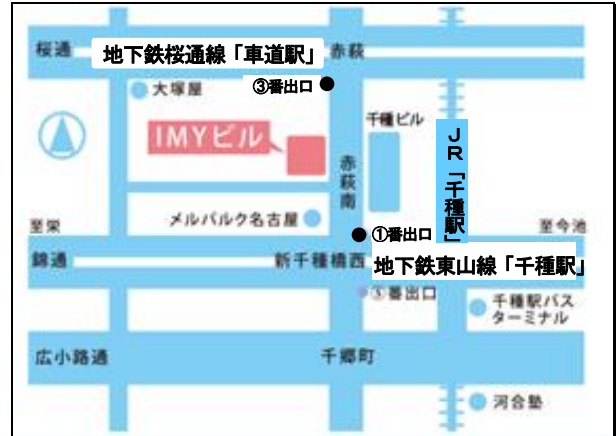 桜通
地下鉄桜通線「車道駅」
赤萩
大塚屋
③番出口
千種ビル
IMYビル
JR「千種駅」
赤萩南
メルパルク名古屋
至栄
①番出口
至今池
錦通
新千種橋西
地下鉄東山線「千種駅」
⑤番出口
千種駅バス
ターミナル
広小路通
千郷町
河合塾